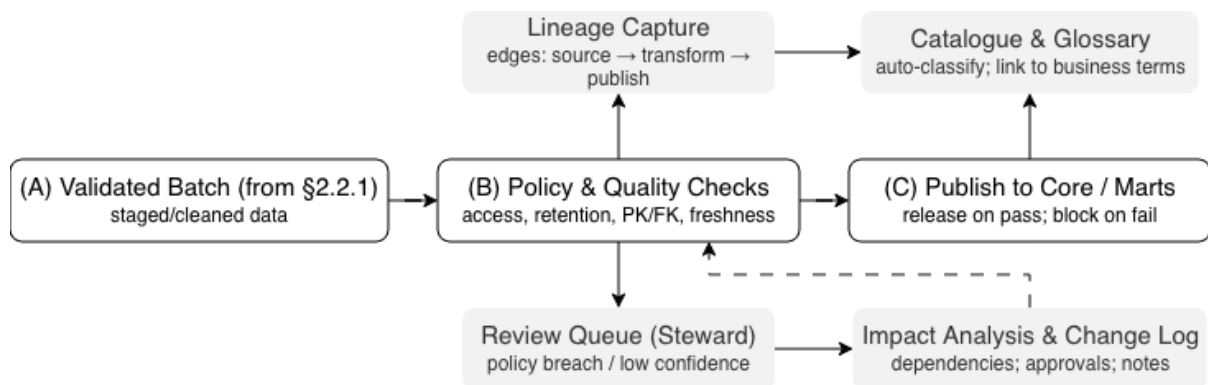 Lineage Capture
edges: source → transform →
publish
Catalogue & Glossary
auto-classify; link to business terms
(A) Validated Batch (from §2.2.1)
staged/cleaned data
(B) Policy & Quality Checks
access, retention, PK/FK, freshness
(C) Publish to Core / Marts
release on pass; block on fail
Review Queue (Steward)
policy breach / low confidence
Impact Analysis & Change Log
dependencies; approvals; notes